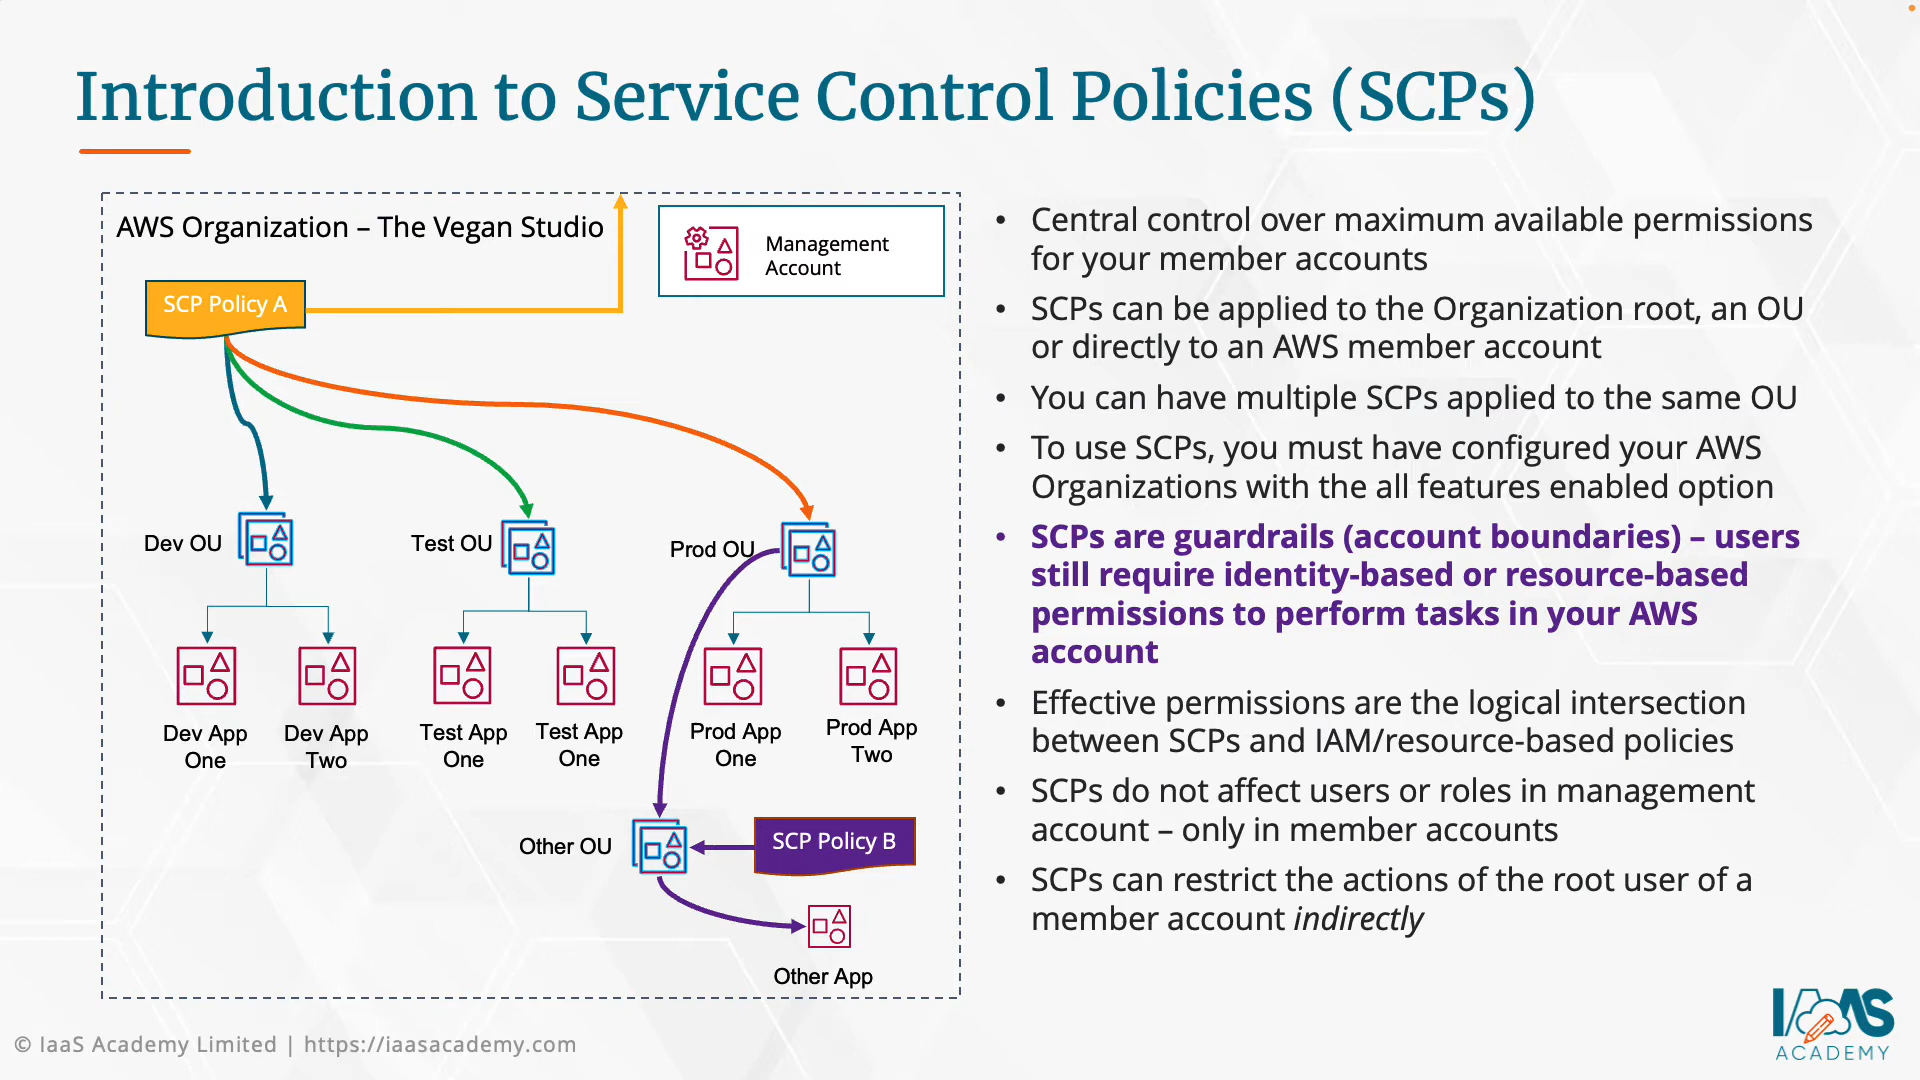 Introduction to Service Control Policies (SCPs)
AWS Organization – The Vegan Studio
Management
Account
SCP Policy A
Dev OU
Test OU
Prod OU
Dev App
One
Dev App
Two
Test App
One
Test App
One
Prod App
One
Prod App
Two
Other OU
SCP Policy B
Other App
• Central control over maximum available permissions
for your member accounts
• SCPs can be applied to the Organization root, an OU
or directly to an AWS member account
• You can have multiple SCPs applied to the same OU
• To use SCPs, you must have configured your AWS
Organizations with the all features enabled option
• SCPs are guardrails (account boundaries) – users
still require identity-based or resource-based
permissions to perform tasks in your AWS
account
• Effective permissions are the logical intersection
between SCPs and IAM/resource-based policies
• SCPs do not affect users or roles in management
account – only in member accounts
• SCPs can restrict the actions of the root user of a
member account indirectly
© IaaS Academy Limited | https://iaasacademy.com
IAAS
ACADEMY